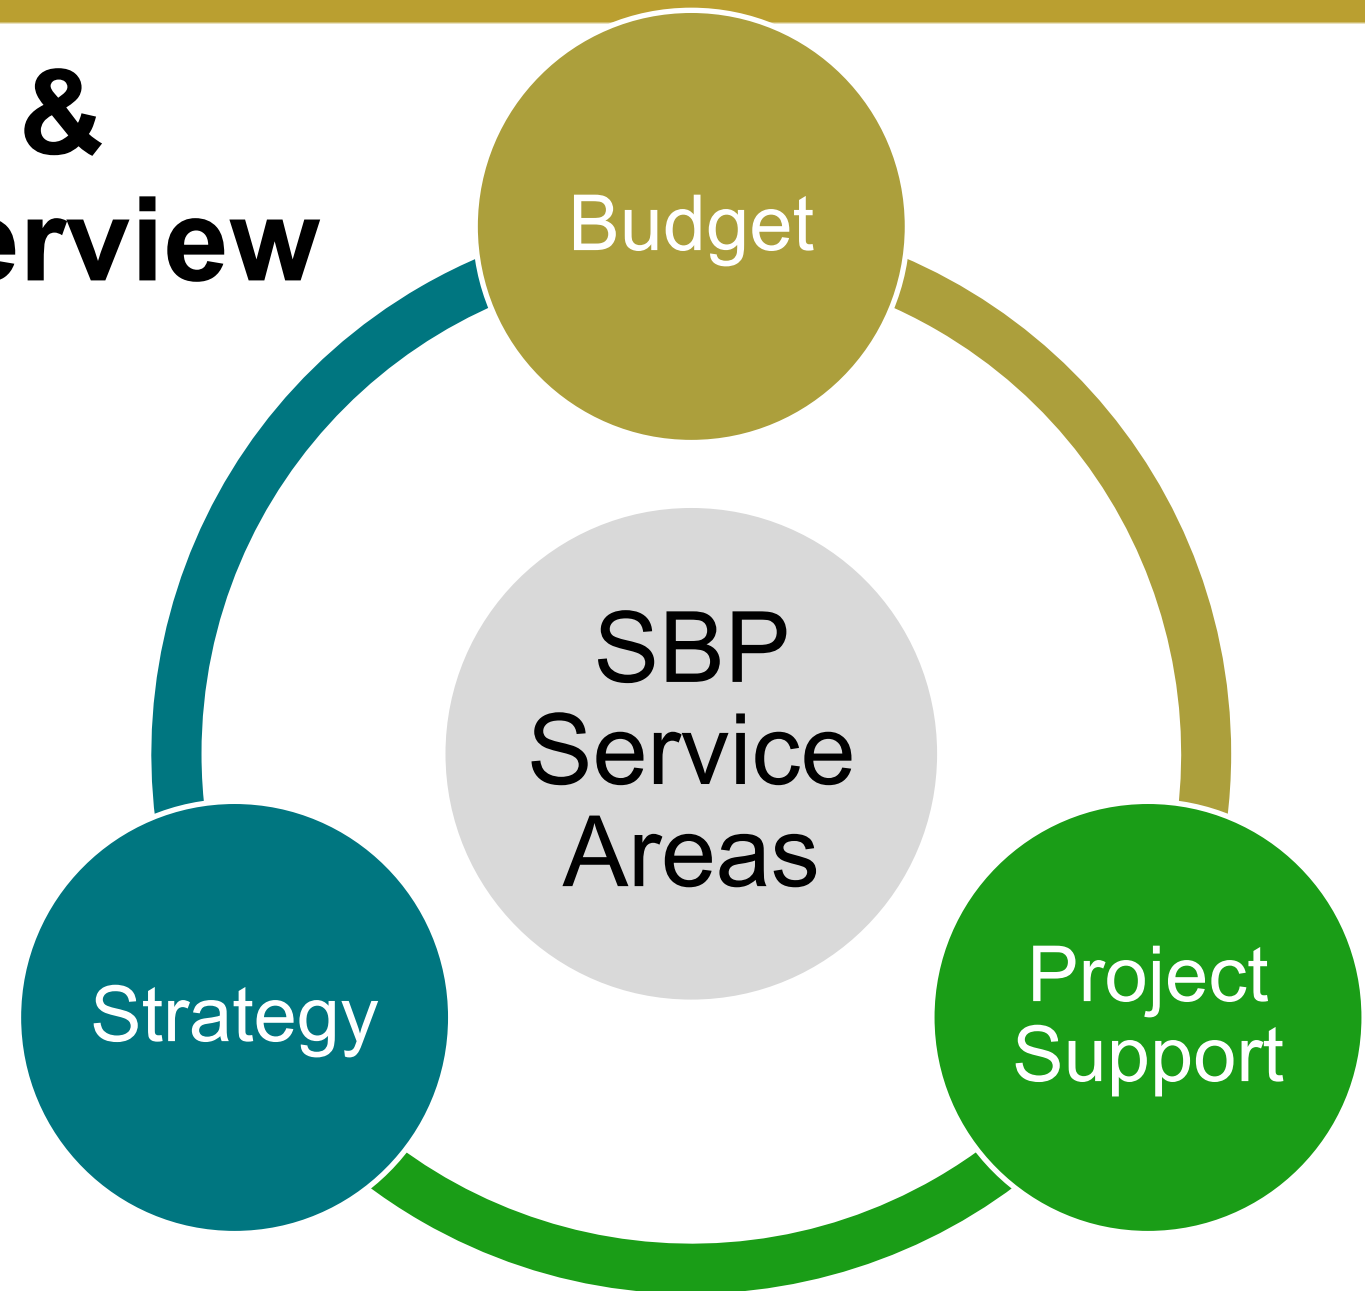 &
erview
Budget
SBP
Service
Areas
Strategy
Project
Support